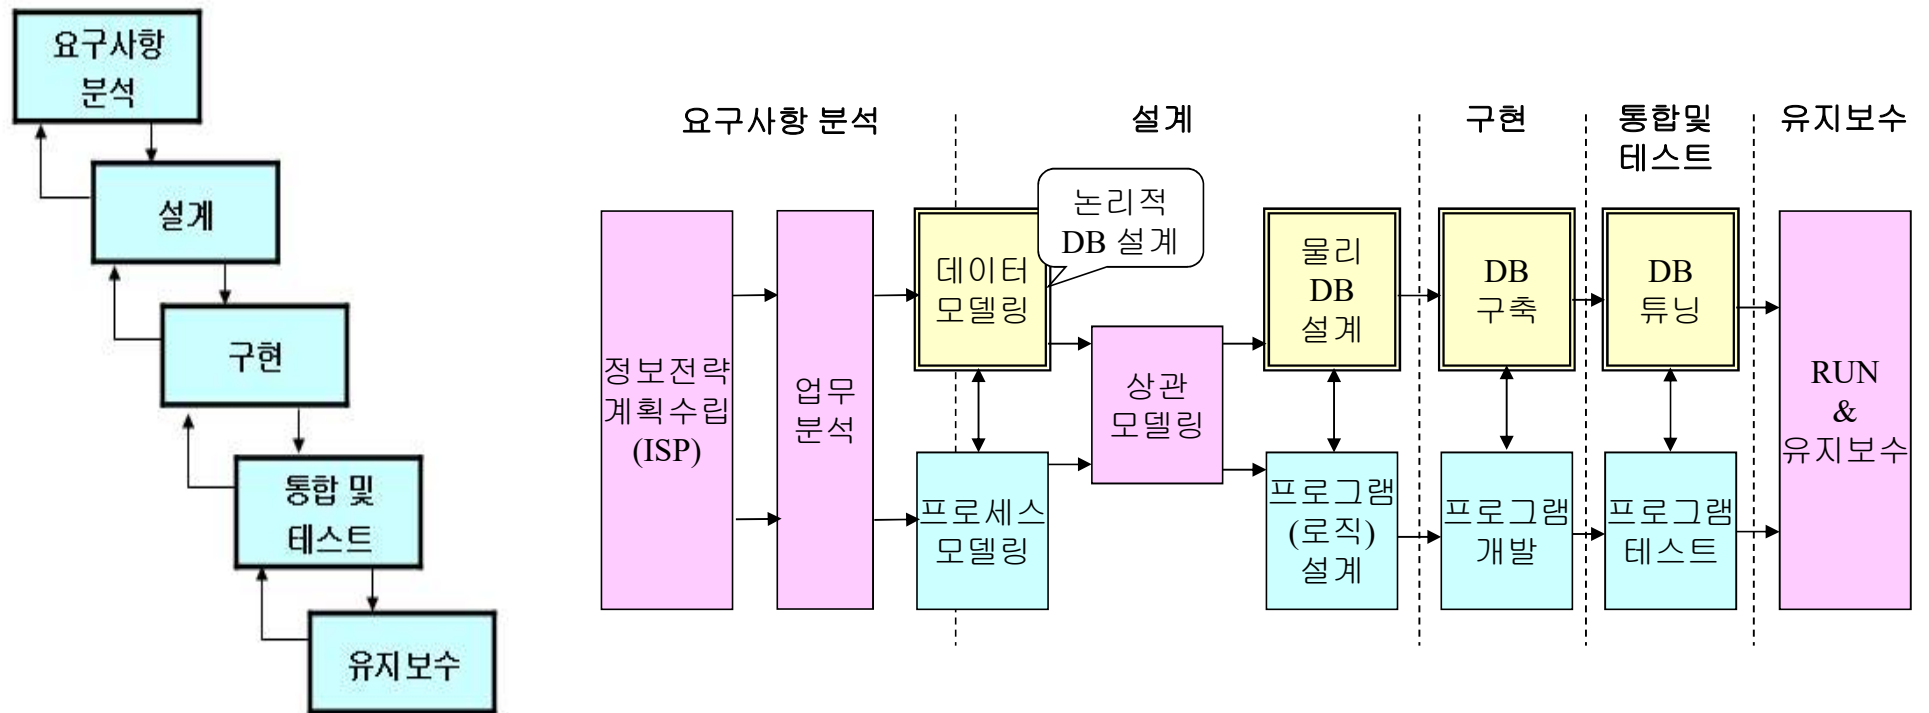 요구사항
분석
설계
구현
통합 및
테스트
유지보수
요구사항 분석
설계
구현
통합및
테스트
유지보수
정보전략
계획수립
(ISP)
업무
분석
데이터
모델링
논리적
DB 설계
프로세스
모델링
상관
모델링
물리
DB
설계
프로그램
(로직)
설계
DB
구축
프로그램
개발
DB
튜닝
프로그램
테스트
RUN
&
유지보수